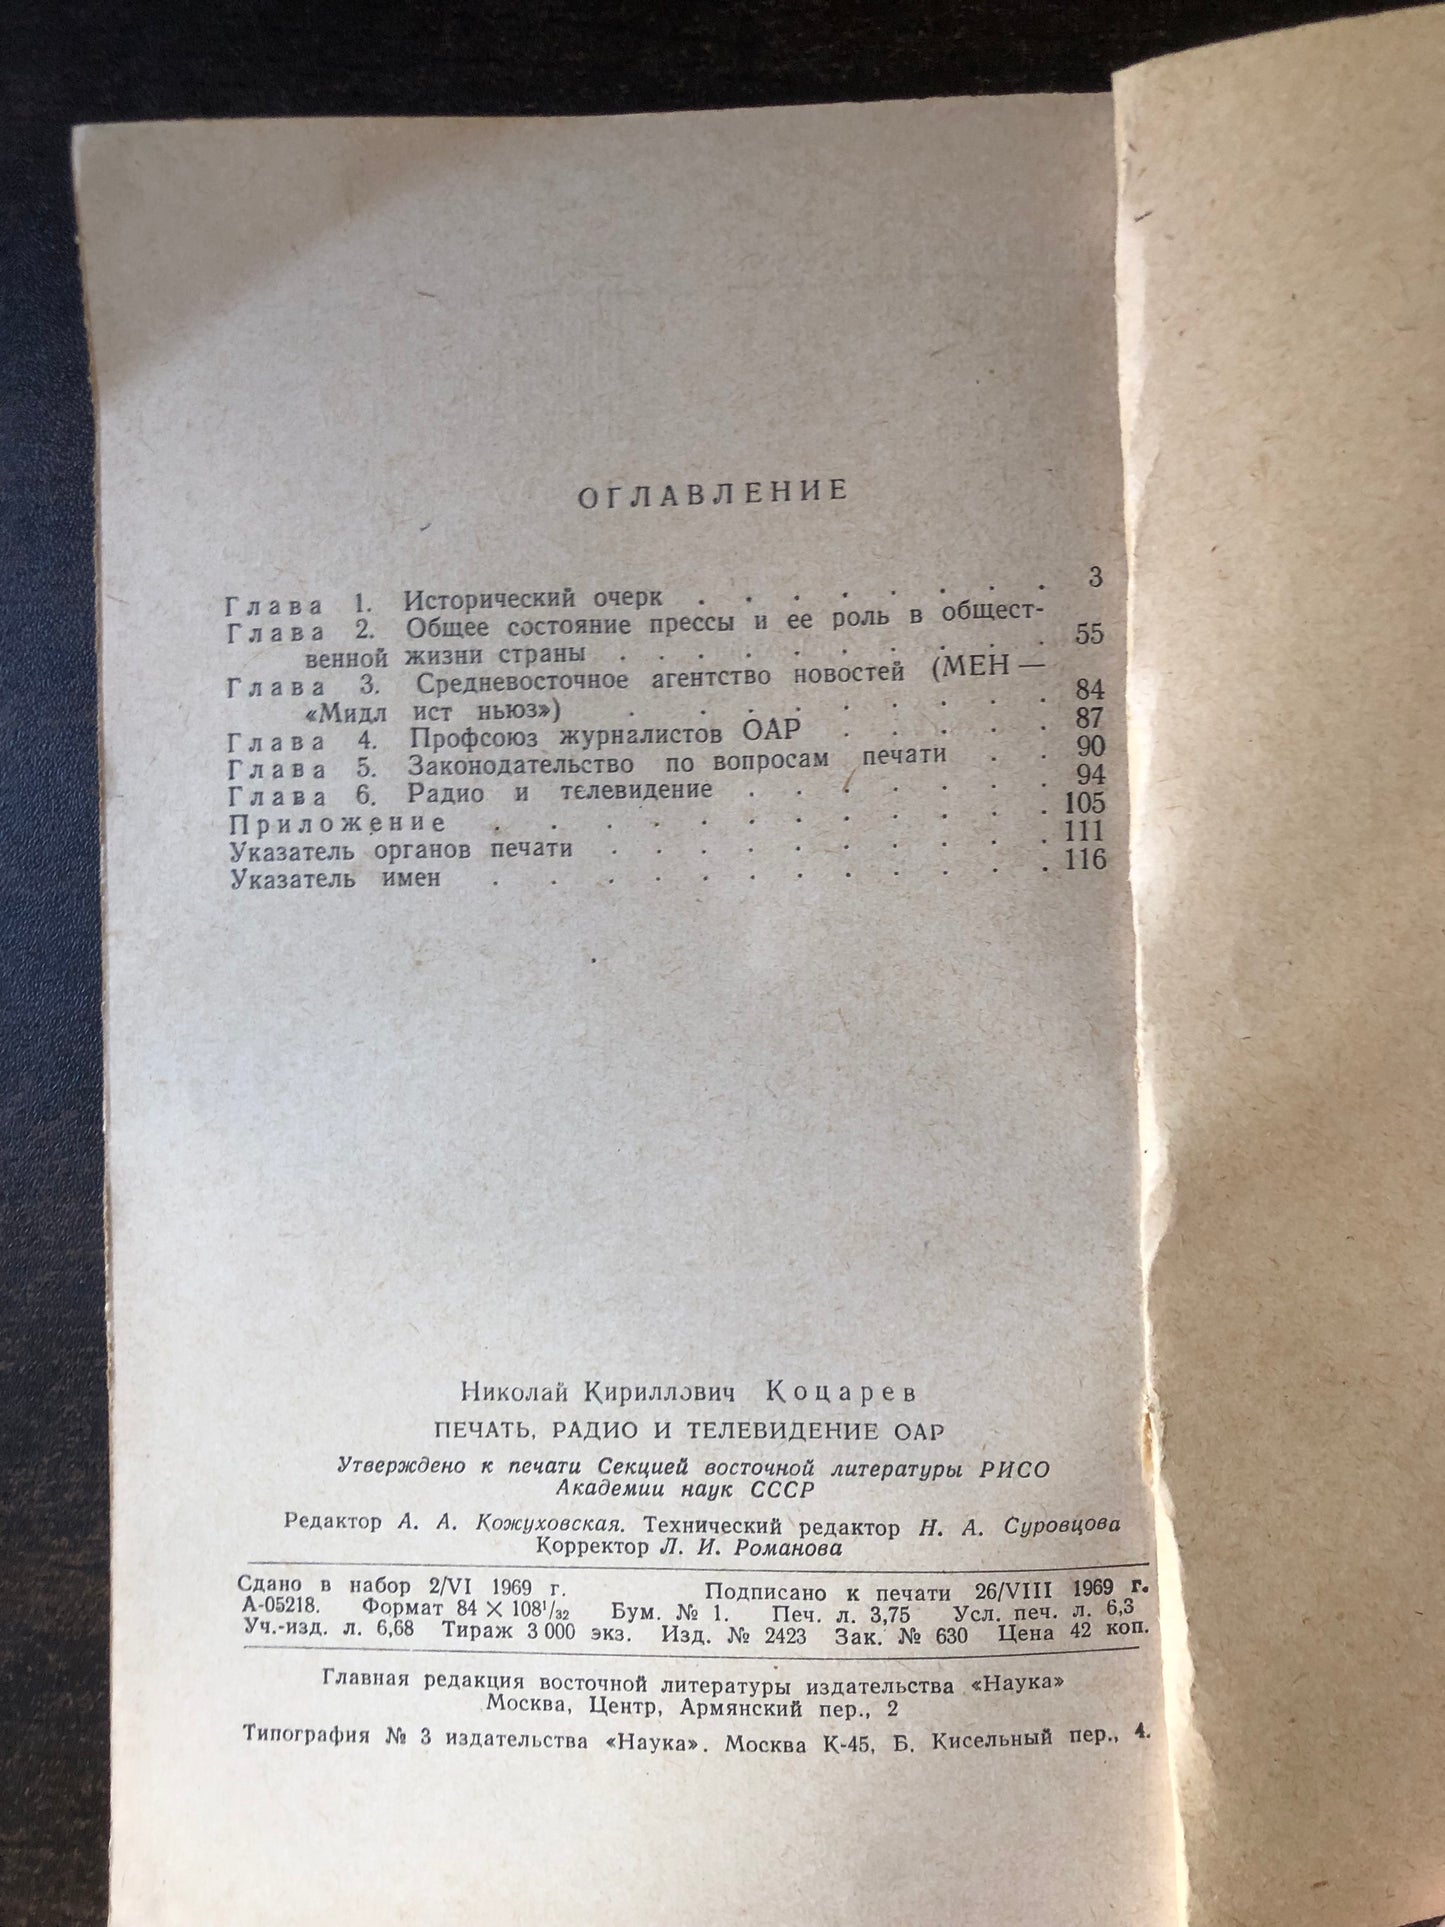 ОГЛАВЛЕНИЕ
Глава 1. Исторический очерк . . . . . . . . 3
Глава 2. Общее состояние прессы и ее роль в общест-
венной жизни страны . . . . . . . . . . 55
Глава 3. Средневосточное агентство новостей (МЕН —
«Мидл ист ньюз») . . . . . . . . . . 84
Глава 4. Профсоюз журналистов ОАР . . . . . 87
Глава 5. Законодательство по вопросам печати . . 90
Глава 6. Радио и телевидение . . . . . . . 94
Приложение . . . . . . . . . . . . 105
Указатель органов печати . . . . . . . . . . 111
Указатель имен . . . . . . . . . . . . 116
Николай Кириллович Коцарев
ПЕЧАТЬ, РАДИО И ТЕЛЕВИДЕНИЕ ОАР
Утверждено к печати Секцией восточной литературы РИСО
Академии наук СССР
Редактор А. А. Кожуховская. Технический редактор Н. А. Суровцова
Корректор Л. И. Романова
Сдано в набор 2/VI 1969 г. Подписано к печати 26/VIII 1969 г.
А-05218. Формат 84 × 108¹/₃₂ Бум. № 1. Печ. л. 3,75 Усл. печ. л. 6,3
Уч.-изд. л. 6,68 Тираж 3 000 экз. Изд. № 2423 Зак. № 630 Цена 42 коп.
Главная редакция восточной литературы издательства «Наука»
Москва, Центр, Армянский пер., 2
Типография № 3 издательства «Наука». Москва К-45, Б. Кисельный пер., 4.